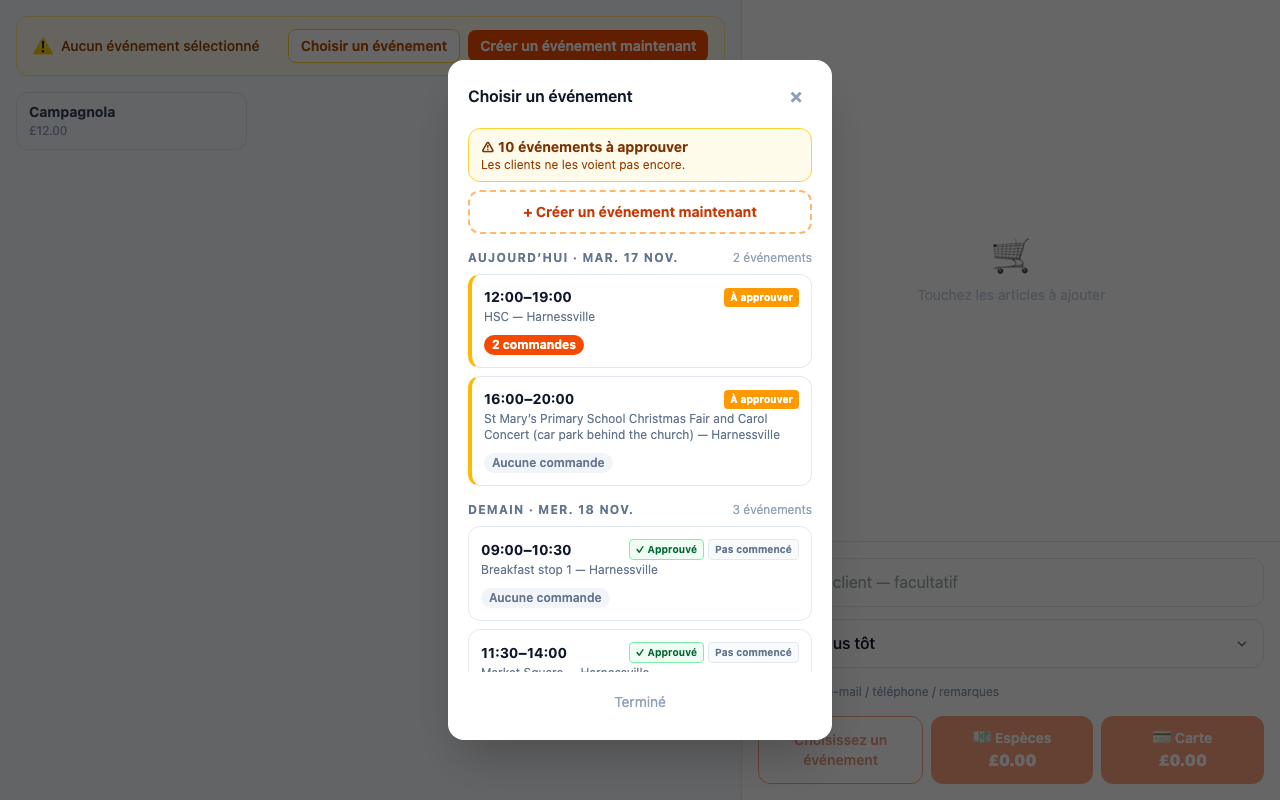 Aucun événement sélectionné
Choisir un événement
Créer un événement maintenant
Campagnola
£12.00
Choisir un événement
×
10 événements à approuver
Les clients ne les voient pas encore.
+ Créer un événement maintenant
AUJOURD'HUI · MAR. 17 NOV.
2 événements
12:00–19:00
À approuver
HSC — Harnessville
2 commandes
16:00–20:00
À approuver
St Mary's Primary School Christmas Fair and Carol
Concert (car park behind the church) — Harnessville
Aucune commande
DEMAIN · MER. 18 NOV.
3 événements
09:00–10:30
✓ Approuvé
Pas commencé
Breakfast stop 1 — Harnessville
Aucune commande
11:30–14:00
✓ Approuvé
Pas commencé
Market Square — Harnessville
Terminé
Touchez les articles à ajouter
client — facultatif
us tôt
-mail / téléphone / remarques
Choisissez un
événement
Espèces
£0.00
Carte
£0.00